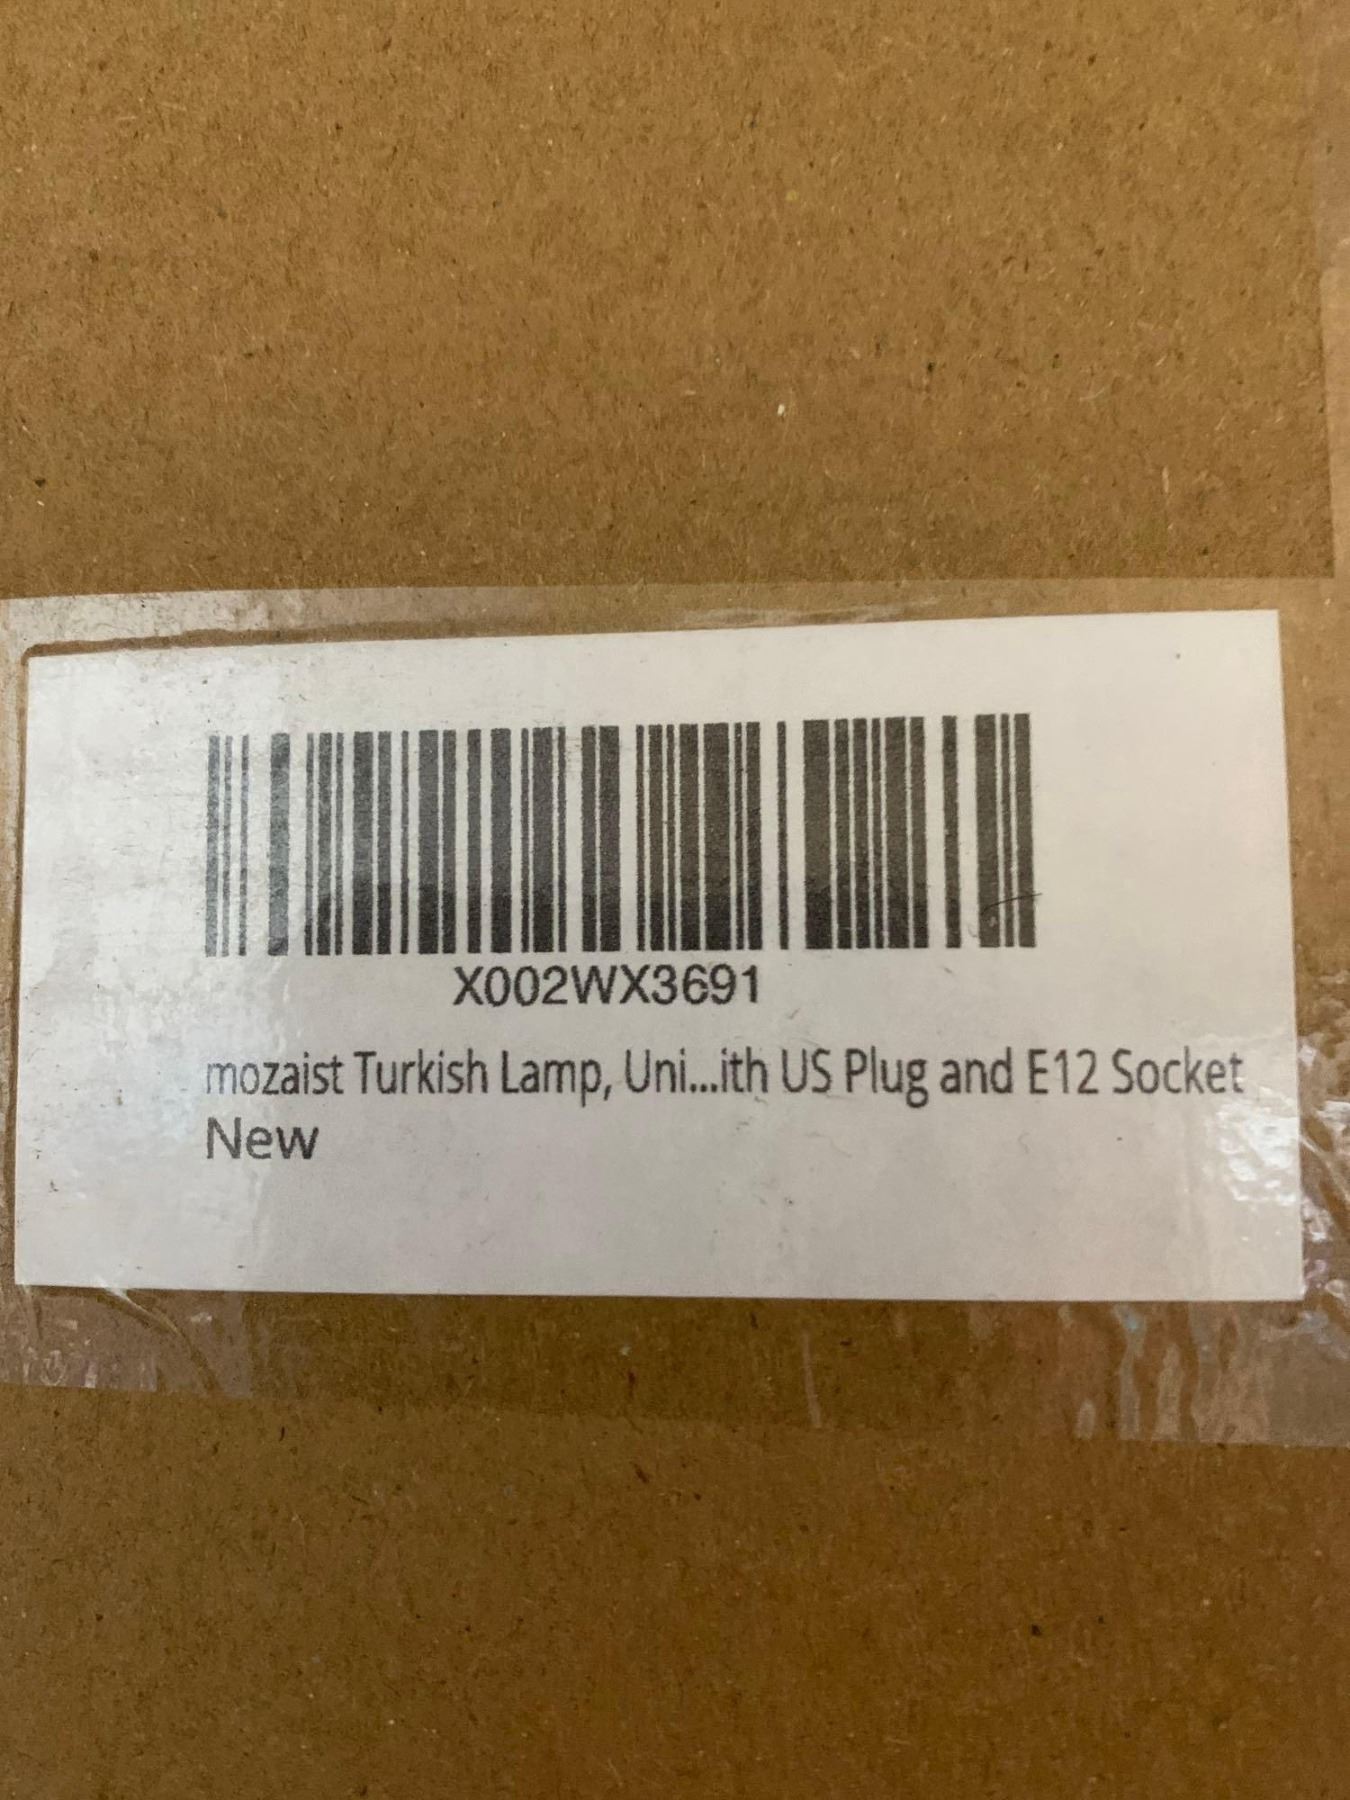 X002WX3691
mozaist Turkish Lamp, Uni...ith US Plug and E12 Socket
New